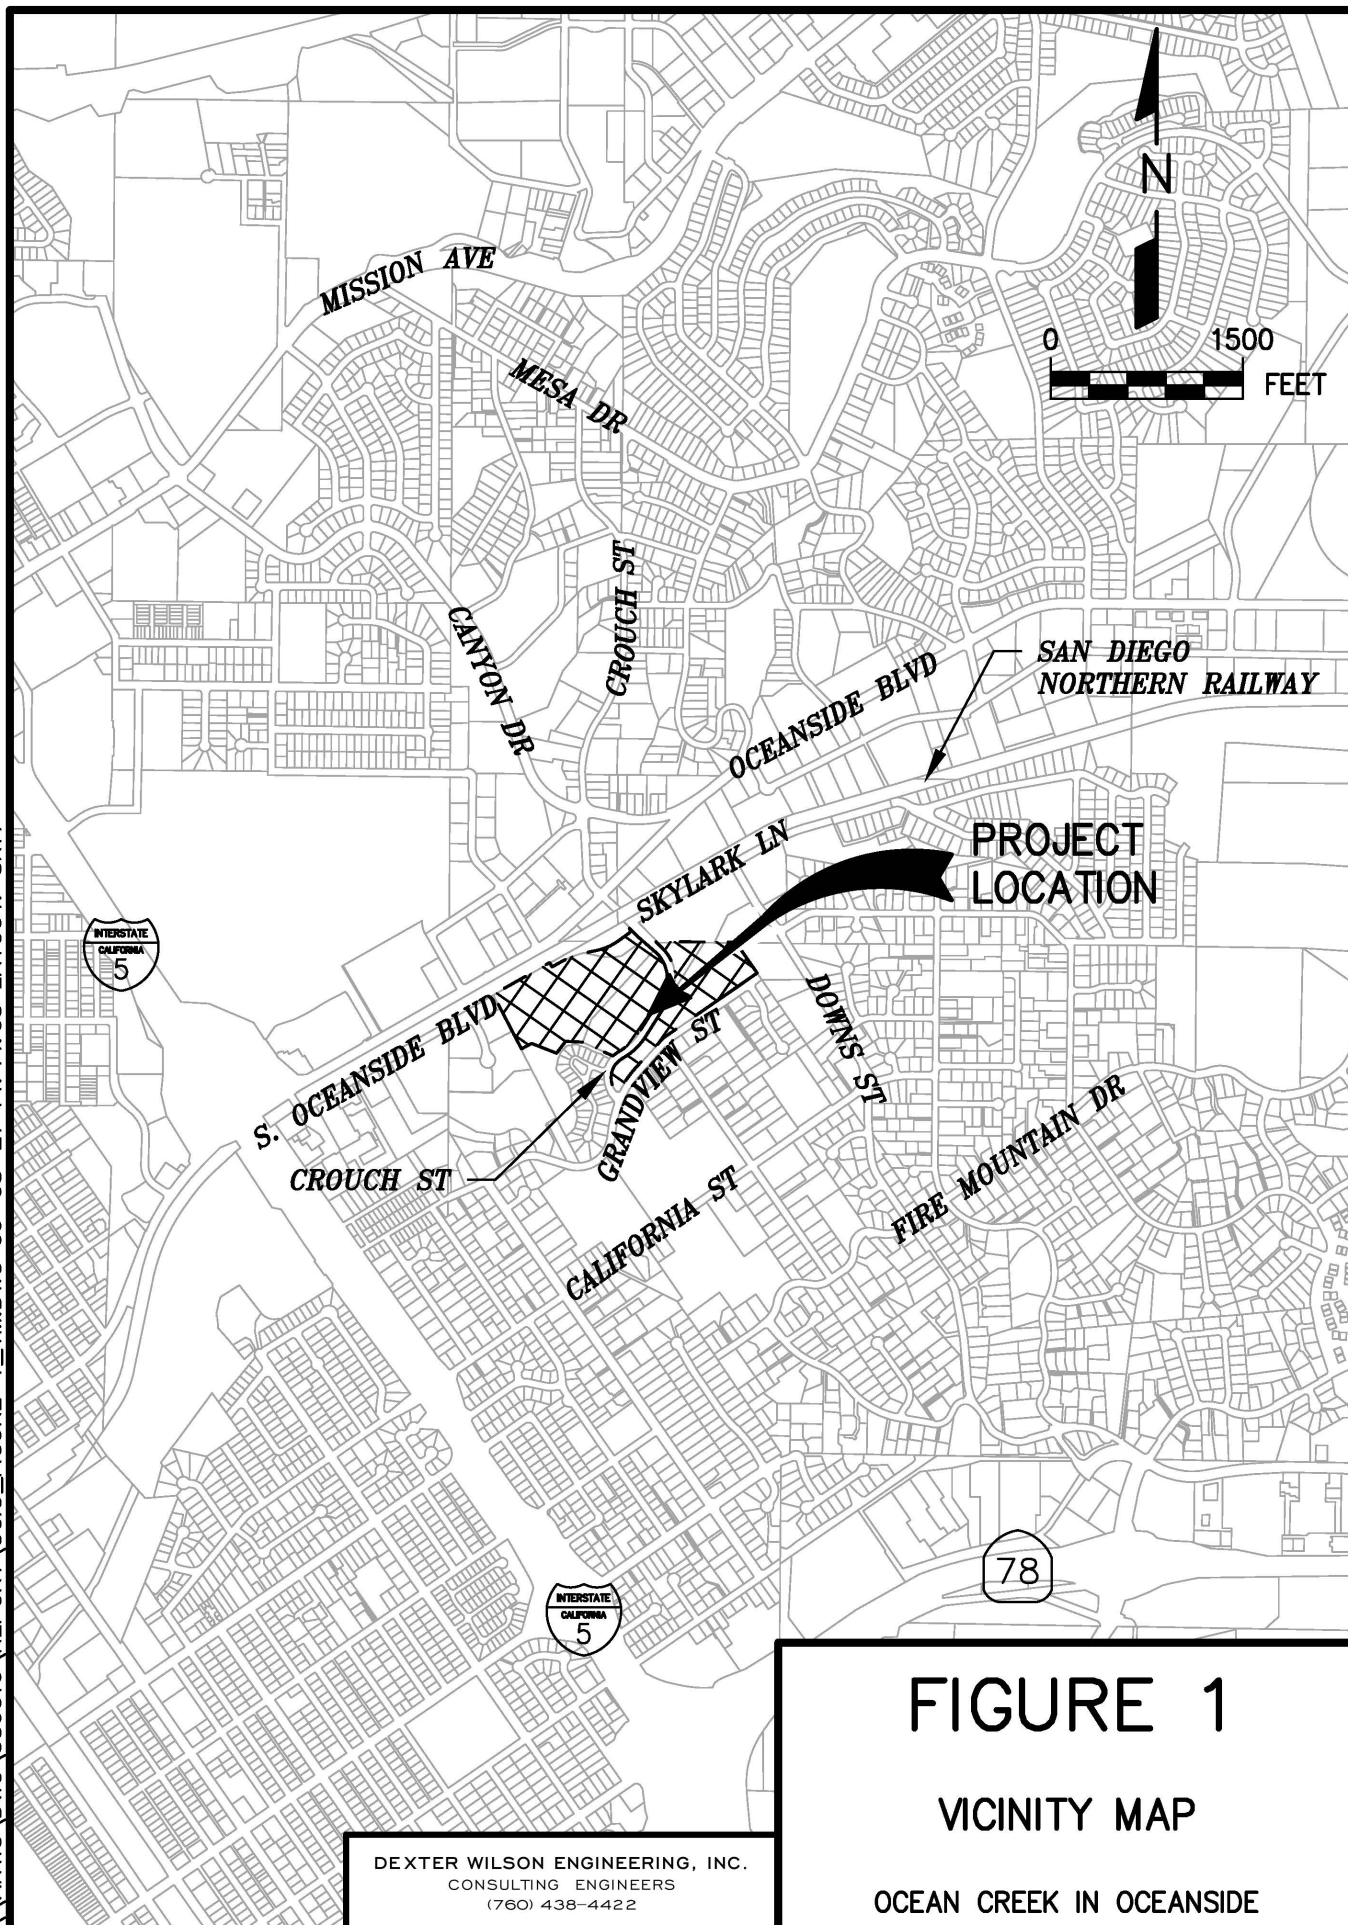 N
0 1500
FEET
MISSION AVE
MESA DR
CROUCH ST
CANYON DR
OCEANSIDE BLVD
SAN DIEGO
NORTHERN RAILWAY
SKYLARK LN
PROJECT
LOCATION
INTERSTATE
CALIFORNIA
5
S. OCEANSIDE BLVD
DOWNS ST
GRANDVIEW ST
CROUCH ST
FIRE MOUNTAIN DR
CALIFORNIA ST
78
INTERSTATE
CALIFORNIA
5
FIGURE 1
VICINITY MAP
OCEAN CREEK IN OCEANSIDE
DEXTER WILSON ENGINEERING, INC.
CONSULTING ENGINEERS
(760) 438-4422